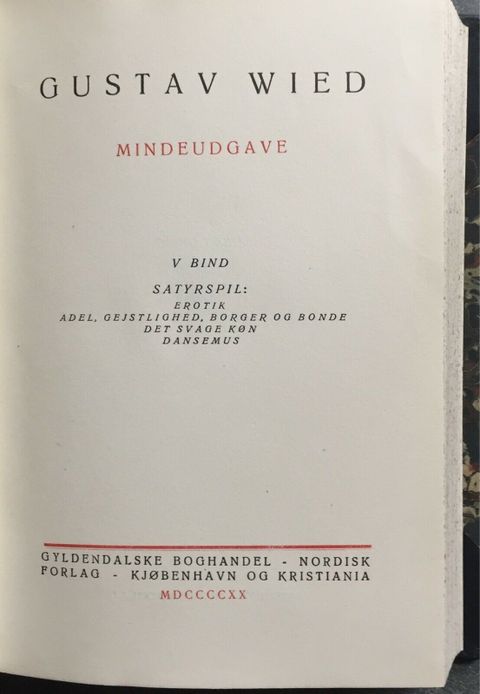 GUSTAV WIED
MINDEUDGAVE
V BIND
SATYRSPIL:
EROTIK
ADEL, GEJSTLIGHED, BORGER OG BONDE
DET SVAGE KØN
DANSEMUS
GYLDENDALSKE BOGHANDEL - NORDISK
FORLAG - KJØBENHAVN OG KRISTIANIA
MDCCCCXX